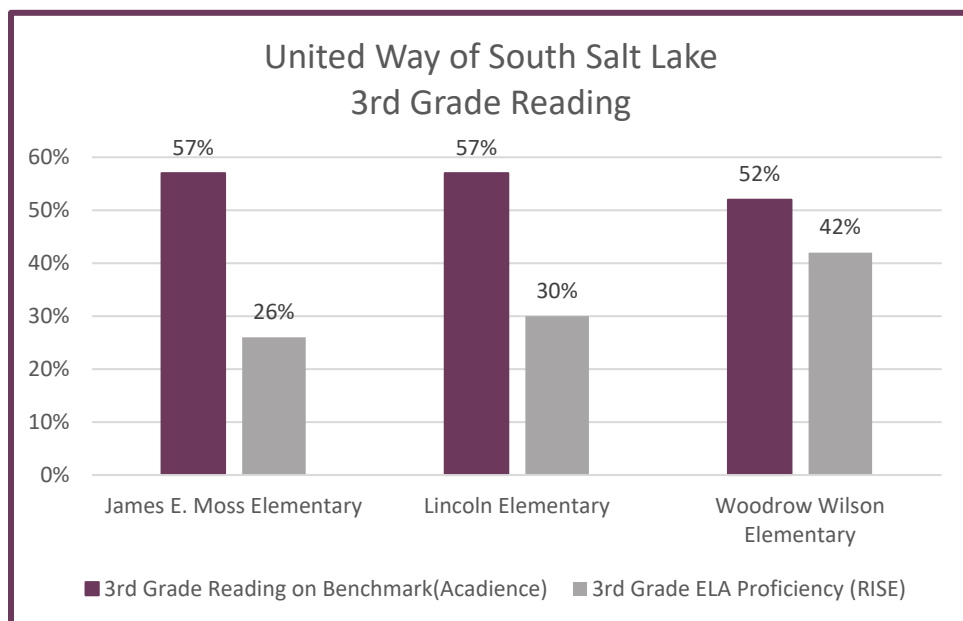 United Way of South Salt Lake
3rd Grade Reading
57%
57%
52%
42%
26%
30%
60%
50%
40%
30%
20%
10%
0%
James E. Moss Elementary
Lincoln Elementary
Woodrow Wilson
Elementary
3rd Grade Reading on Benchmark(Acadience)
3rd Grade ELA Proficiency (RISE)